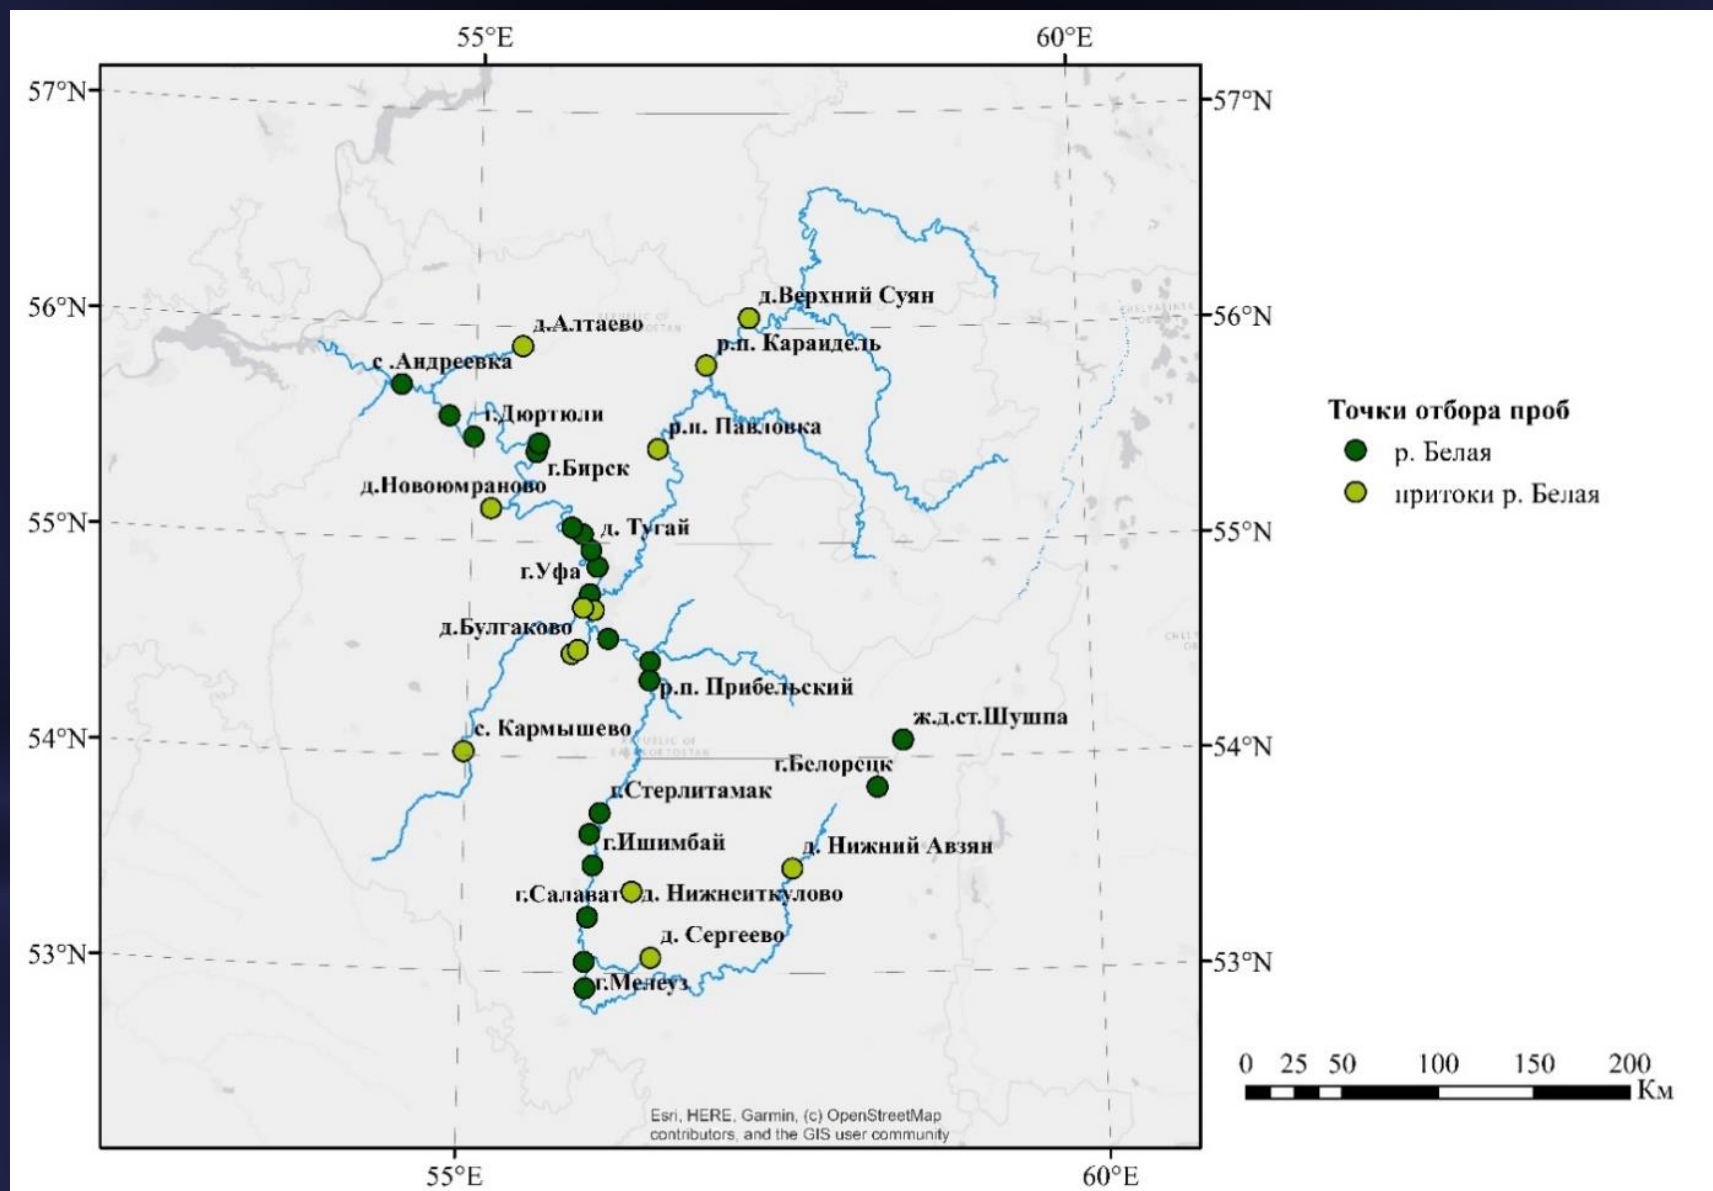 55°E 60°E
57°N 57°N
д.Верхний Суян
56°N 56°N
д.Алтаево
р.п. Караидель
с .Андреевка
г.Дюртюли
р.п. Павловка
г.Бирск
д.Новоюмраново
55°N 55°N
д. Тугай
г.Уфа
д.Булгаково
р.п. Прибельский
ж.д.ст.Шушпа
с. Кармышево
REPUBLIC OF
54°N 54°N
г.Белорецк
г.Стерлитамак
г.Ишимбай
д. Нижний Авзян
г.Салават
д. Нижнеиткулово
д. Сергеево
53°N 53°N
г.Мелеуз
Esri, HERE, Garmin, (c) OpenStreetMap
contributors, and the GIS user community
55°E 60°E
Точки отбора проб
р. Белая
притоки р. Белая
0 25 50 100 150 200
Км